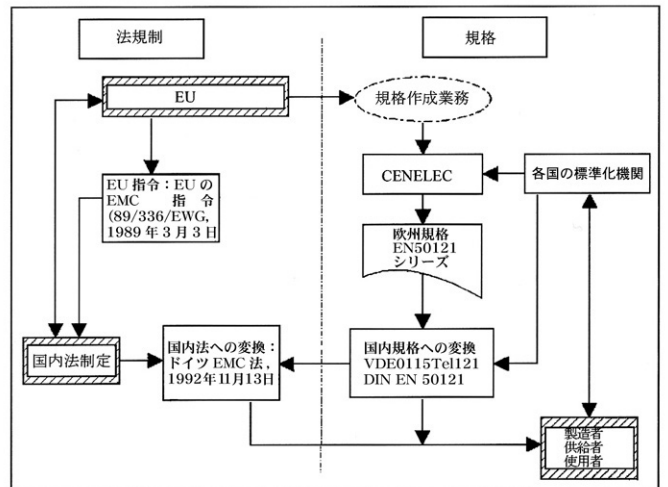 法規制
規格
EU
規格作成業務
EU指令：EUの
EMC 指令
(89/336/EWG,
1989年3月3日
CENELEC
各国の標準化機関
欧州規格
EN50121
シリーズ
国内法制定
国内法への変換：
ドイツEMC法，
1992年11月13日
国内規格への変換
VDE0115Tel121
DIN EN 50121
製造者
供給者
使用者